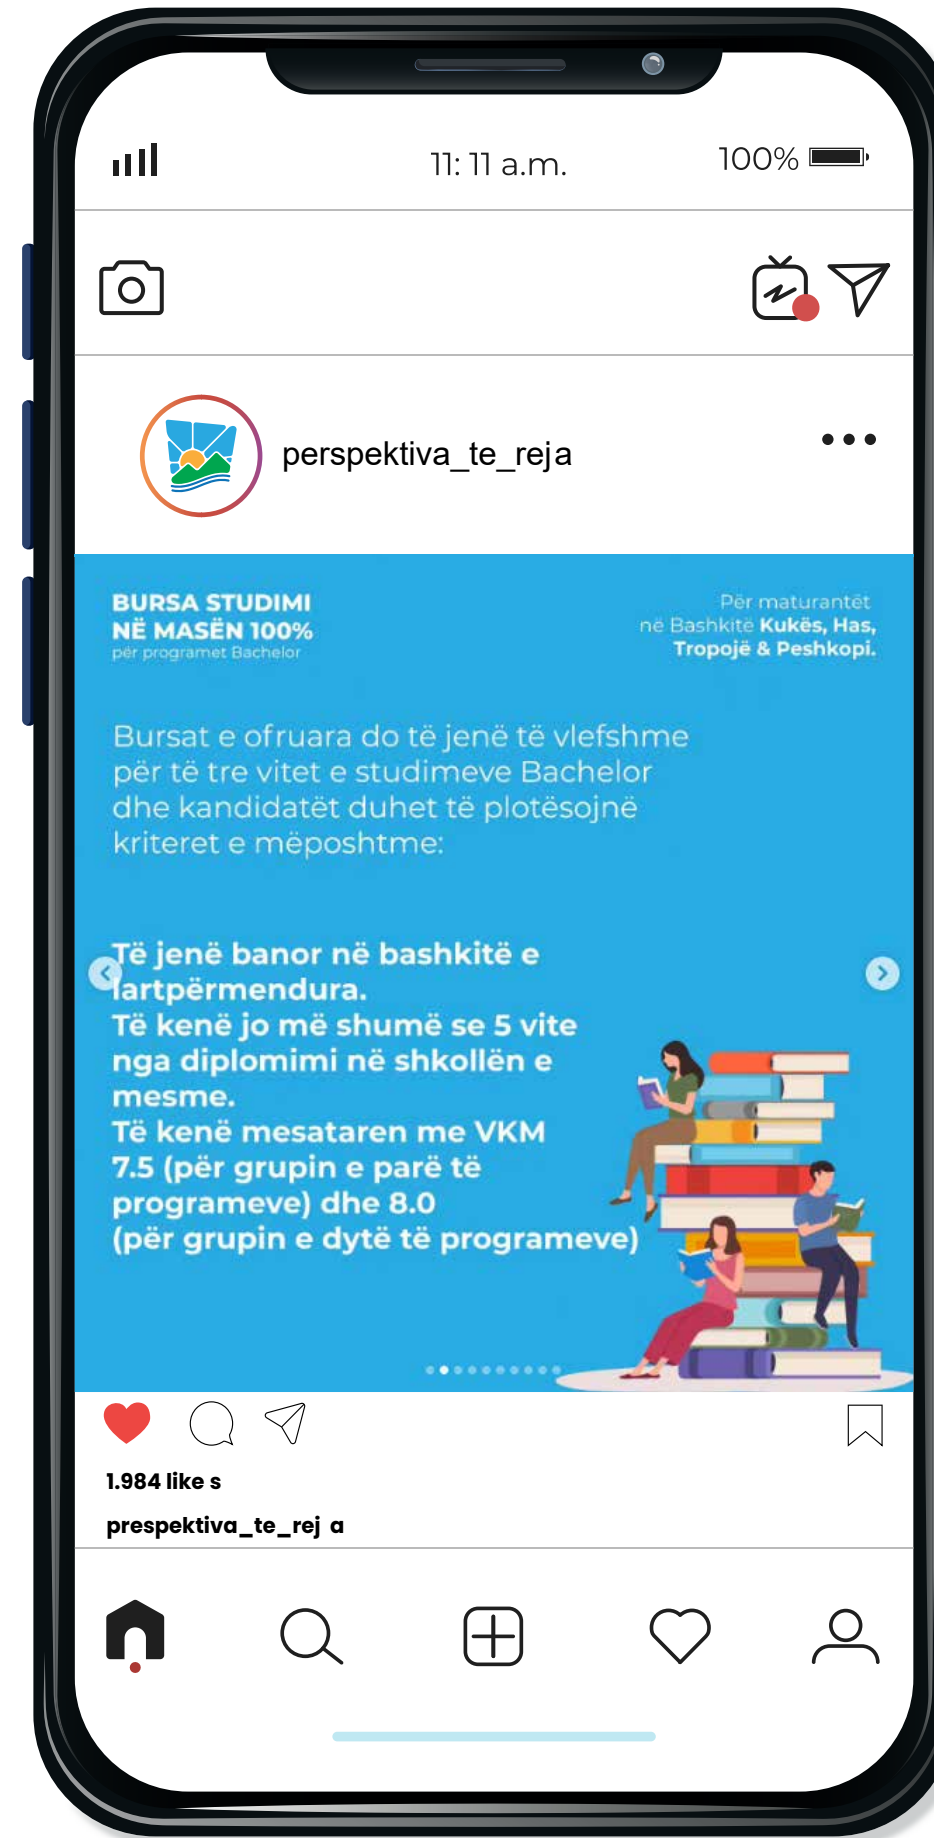 11: 11 a.m.
100%
perspektiva_te_reja
BURSA STUDIMI
NË MASËN 100%
për programet Bachelor
Për maturantët
në Bashkitë Kukës, Has,
Tropojë & Peshkopi.
Bursat e ofruara do të jenë të vlefshme
për të tre vitet e studimeve Bachelor
dhe kandidatët duhet të plotësojnë
kriteret e mëposhtme:
Të jenë banor në bashkitë e
lartpërmendura.
Të kenë jo më shumë se 5 vite
nga diplomimi në shkollën e
mesme.
Të kenë mesataren me VKM
7.5 (për grupin e parë të
programeve) dhe 8.0
(për grupin e dytë të programeve)
1.984 like s
prespektiva_te_rej a